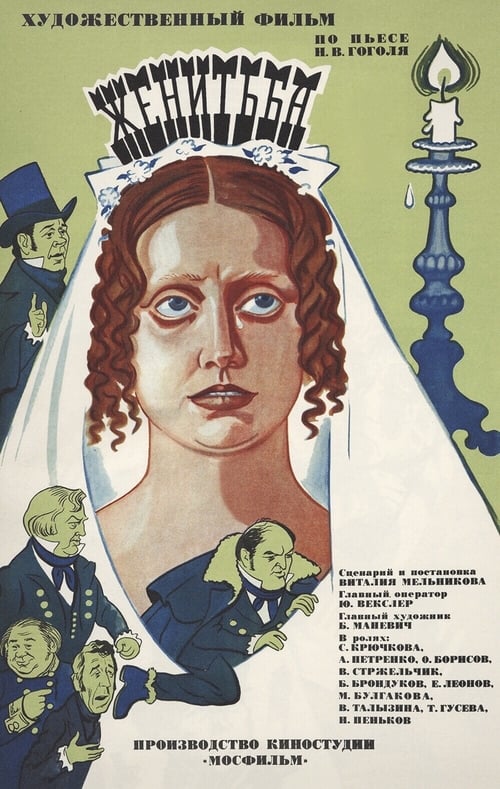 ХУДОЖЕСТВЕННЫЙ ФИЛЬМ
ПО ПЬЕСЕ
Н. В. ГОГОЛЯ
ЖЕНИТЬБА
Сценарий и постановка
ВИТАЛИЯ МЕЛЬНИКОВА
Главный оператор
Ю. ВЕКСЛЕР
Главный художник
Б. МАНЕВИЧ
В ролях:
С. КРЮЧКОВА,
А. ПЕТРЕНКО, О. БОРИСОВ,
В. СТРЖЕЛЬЧИК,
Б. БРОНДУКОВ, Е. ЛЕОНОВ,
М. БУЛГАКОВА,
В. ТАЛЫЗИНА, Т. ГУСЕВА,
Н. ПЕНЬКОВ
ПРОИЗВОДСТВО КИНОСТУДИИ
«МОСФИЛЬМ»